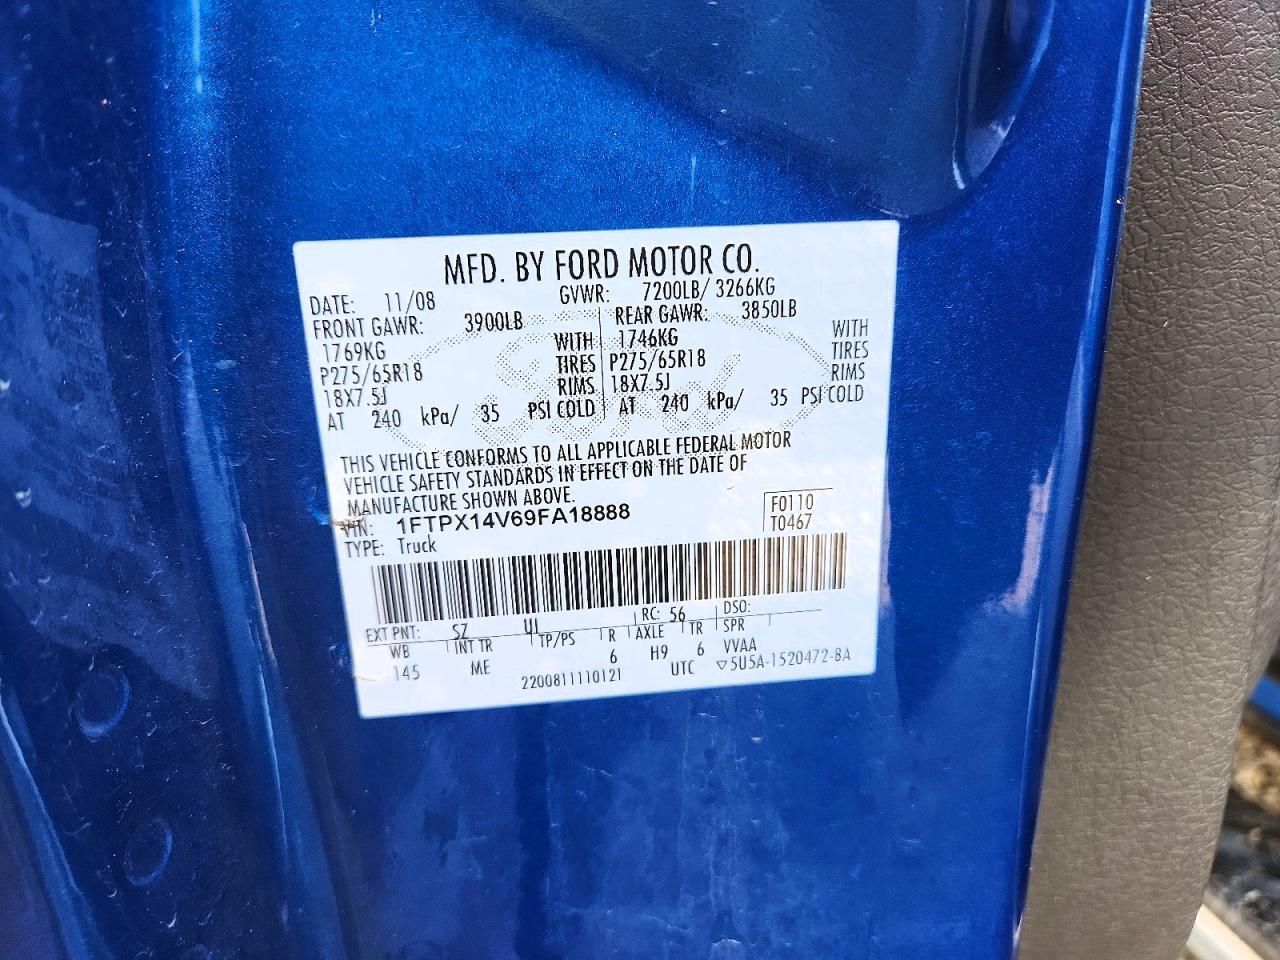 MFD. BY FORD MOTOR CO.
DATE: 11/08 GVWR: 7200LB/ 3266KG
FRONT GAWR: 3900LB REAR GAWR: 3850LB
1769KG WITH 1746KG WITH
P275/65R18 TIRES P275/65R18 TIRES
18X7.5J RIMS 18X7.5J RIMS
AT 240 kPa/ 35 PSI COLD AT 240 kPa/ 35 PSI COLD
THIS VEHICLE CONFORMS TO ALL APPLICABLE FEDERAL MOTOR
VEHICLE SAFETY STANDARDS IN EFFECT ON THE DATE OF
MANUFACTURE SHOWN ABOVE.
VIN: 1FTPX14V69FA18888 F0110
TYPE: Truck T0467
EXT PNT: SZ UI RC: 56 DSO:
WB INT TR TP/PS R AXLE TR SPR
145 ME 6 H9 6 VVAA
2200811110121 UTC ▽5U5A-1520472-BA